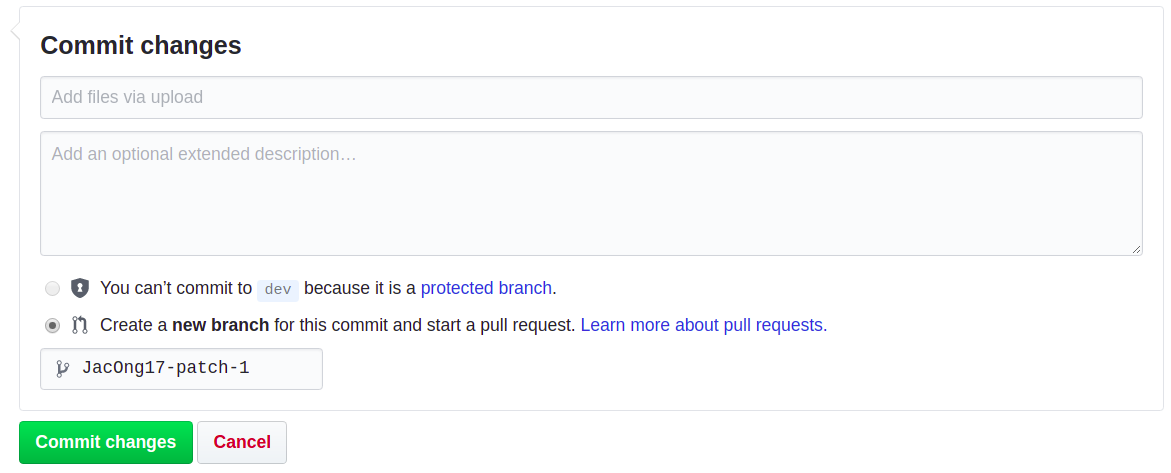 Commit changes
Add files via upload
Add an optional extended description…
You can’t commit to dev because it is a protected branch.
Create a new branch for this commit and start a pull request. Learn more about pull requests.
JacOng17-patch-1
Commit changes Cancel